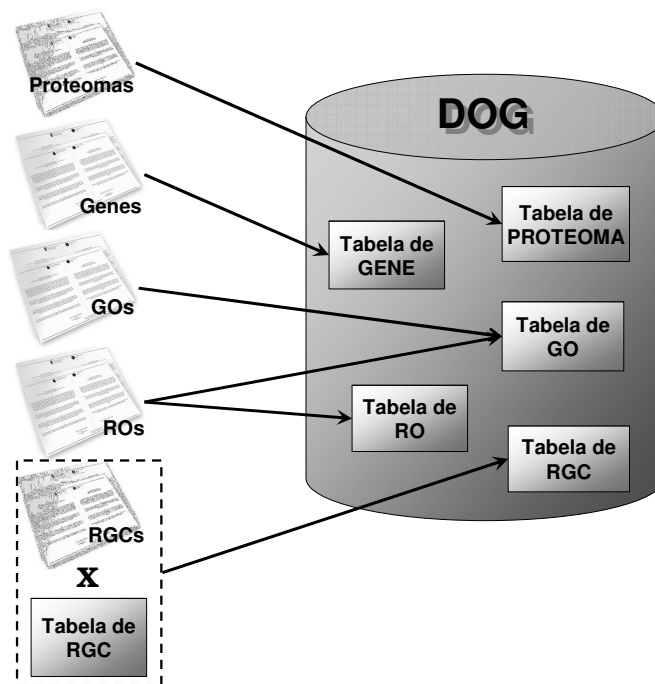 Proteomas
DOG
Genes
Tabela de
PROTEOMA
Tabela de
GENE
GOs
Tabela de
GO
ROs
Tabela de
RO
Tabela de
RGC
RGCs
x
Tabela de
RGC